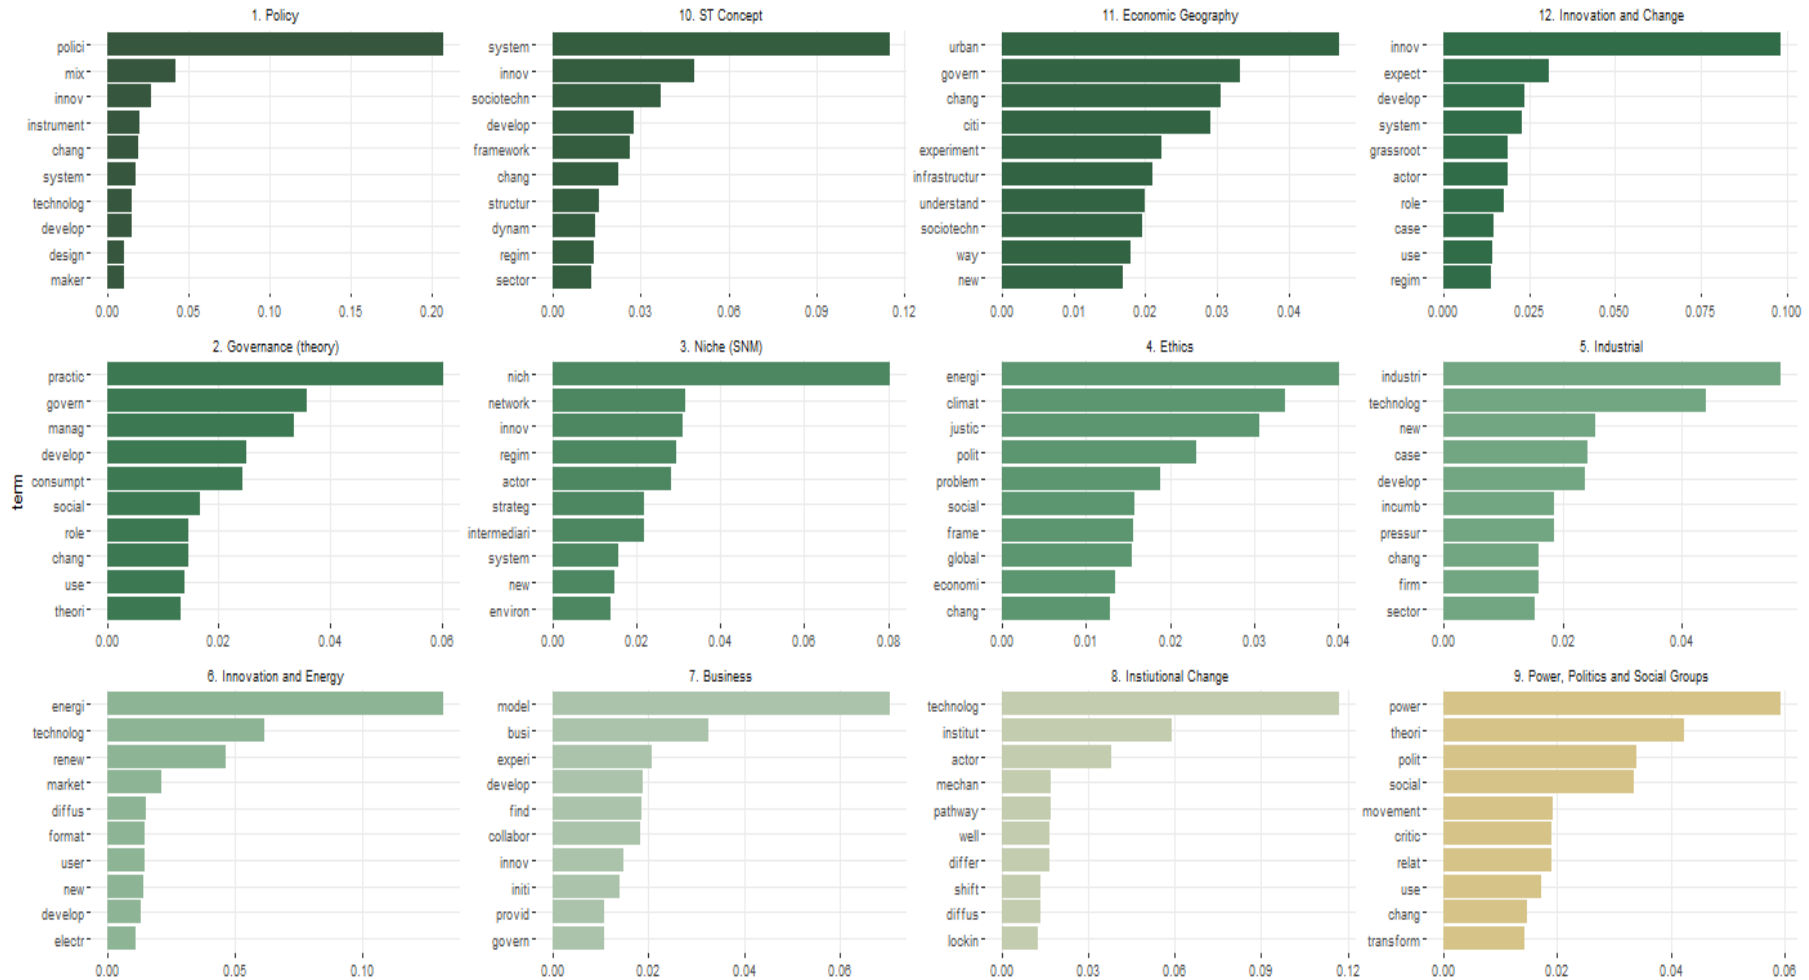 1. Policy
polici
mix
innov
instrument
chang
system
technolog
develop
design
maker
0.00 0.05 0.10 0.15 0.20
10. ST Concept
system
innov
sociotechn
develop
framework
chang
structur
dynam
regim
sector
0.00 0.03 0.06 0.09 0.12
11. Economic Geography
urban
govern
chang
citi
experiment
infrastructur
understand
sociotechn
way
new
0.00 0.01 0.02 0.03 0.04
12. Innovation and Change
innov
expect
develop
system
grassroot
actor
role
case
use
regim
0.000 0.025 0.050 0.075 0.100
term
2. Governance (theory)
practic
govern
manag
develop
consumpt
social
role
chang
use
theori
0.00 0.02 0.04 0.06
3. Niche (SNM)
nich
network
innov
regim
actor
strateg
intermediari
system
new
environ
0.00 0.02 0.04 0.06 0.08
4. Ethics
energi
climat
justic
polit
problem
social
frame
global
economi
chang
0.00 0.01 0.02 0.03 0.04
5. Industrial
industri
technolog
new
case
develop
incumb
pressur
chang
firm
sector
0.00 0.02 0.04
6. Innovation and Energy
energi
technolog
renew
market
diffus
format
user
new
develop
electr
0.00 0.05 0.10
7. Business
model
busi
experi
develop
find
collabor
innov
initi
provid
govern
0.00 0.02 0.04 0.06
8. Instiutional Change
technolog
institut
actor
mechan
pathway
well
differ
shift
diffus
lockin
0.00 0.03 0.06 0.09 0.12
9. Power, Politics and Social Groups
power
theori
polit
social
movement
critic
relat
use
chang
transform
0.00 0.02 0.04 0.06